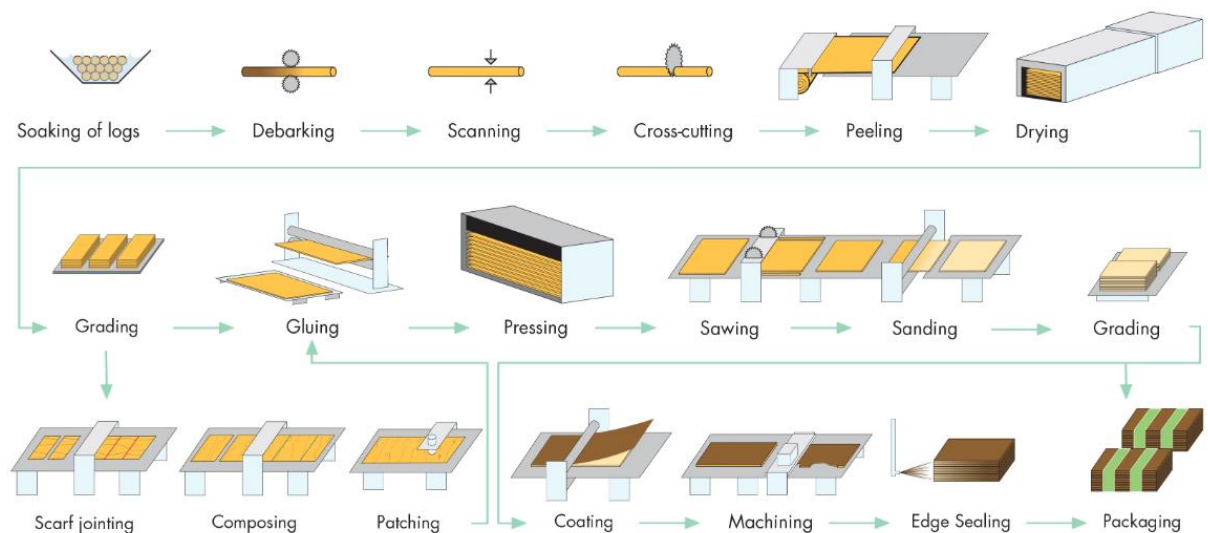 Soaking of logs
Debarking
Scanning
Cross-cutting
Peeling
Drying
Grading
Gluing
Pressing
Sawing
Sanding
Grading
Scarf jointing
Composing
Patching
Coating
Machining
Edge Sealing
Packaging